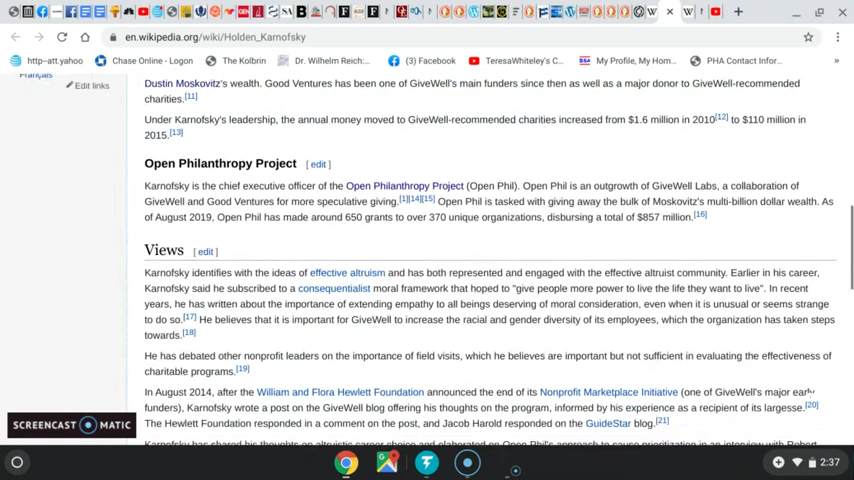 en.wikipedia.org/wiki/Holden_Karnofsky
http--att.yahoo
Chase Online - Logon
The Kolbrin
Dr. Wilhelm Reich:...
(3) Facebook
TeresaWhiteley's C...
My Profile, My Hom...
PHA Contact Infor...
Français
Edit links
Dustin Moskovitz's wealth. Good Ventures has been one of GiveWell's main funders since then as well as a major donor to GiveWell-recommended
charities.[11]
Under Karnofsky's leadership, the annual money moved to GiveWell-recommended charities increased from $1.6 million in 2010[12] to $110 million in
2015.[13]
Open Philanthropy Project [ edit ]
Karnofsky is the chief executive officer of the Open Philanthropy Project (Open Phil). Open Phil is an outgrowth of GiveWell Labs, a collaboration of
GiveWell and Good Ventures for more speculative giving.[1][14][15] Open Phil is tasked with giving away the bulk of Moskovitz's multi-billion dollar wealth. As
of August 2019, Open Phil has made around 650 grants to over 370 unique organizations, disbursing a total of $857 million.[16]
Views [ edit ]
Karnofsky identifies with the ideas of effective altruism and has both represented and engaged with the effective altruist community. Earlier in his career,
Karnofsky said he subscribed to a consequentialist moral framework that hoped to "give people more power to live the life they want to live". In recent
years, he has written about the importance of extending empathy to all beings deserving of moral consideration, even when it is unusual or seems strange
to do so.[17] He believes that it is important for GiveWell to increase the racial and gender diversity of its employees, which the organization has taken steps
towards.[18]
He has debated other nonprofit leaders on the importance of field visits, which he believes are important but not sufficient in evaluating the effectiveness of
charitable programs.[19]
In August 2014, after the William and Flora Hewlett Foundation announced the end of its Nonprofit Marketplace Initiative (one of GiveWell's major early
funders), Karnofsky wrote a post on the GiveWell blog offering his thoughts on the program, informed by his experience as a recipient of its largesse.[20]
The Hewlett Foundation responded in a comment on the post, and Jacob Harold responded on the GuideStar blog.[21]
Karnofsky has shared his thoughts on altruistic career choice and elaborated on Open Phil's approach to cause prioritization in an interview with Robert
SCREENCAST MATIC
2:37